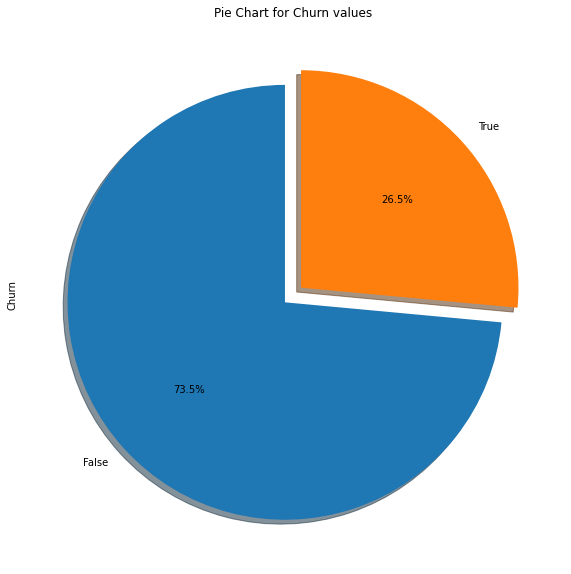 Pie Chart for Churn values
True
26.5%
Churn
73.5%
False